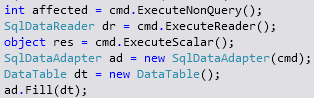 int affected = cmd.ExecuteNonQuery();
SqlDataReader dr = cmd.ExecuteReader();
object res = cmd.ExecuteScalar();
SqlDataAdapter ad = new SqlDataAdapter(cmd);
DataTable dt = new DataTable();
ad.Fill(dt);